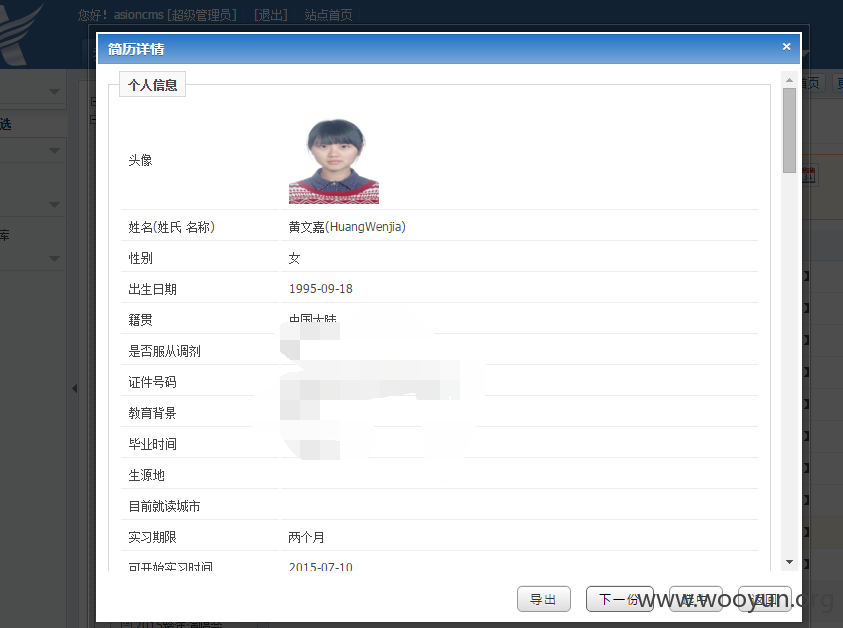 您好！asioncms [超级管理员] [退出] 站点首页
简历详情
×
个人信息
首页
选
头像
姓名(姓氏 名称) 黄文嘉(HuangWenjia)
库
性别 女
出生日期 1995-09-18
籍贯 中国大陆
是否服从调剂
证件号码
教育背景
毕业时间
生源地
目前就读城市
实习期限 两个月
可开始实习时间 2015-07-10
导出 下一份 返回
www.wooyun.org